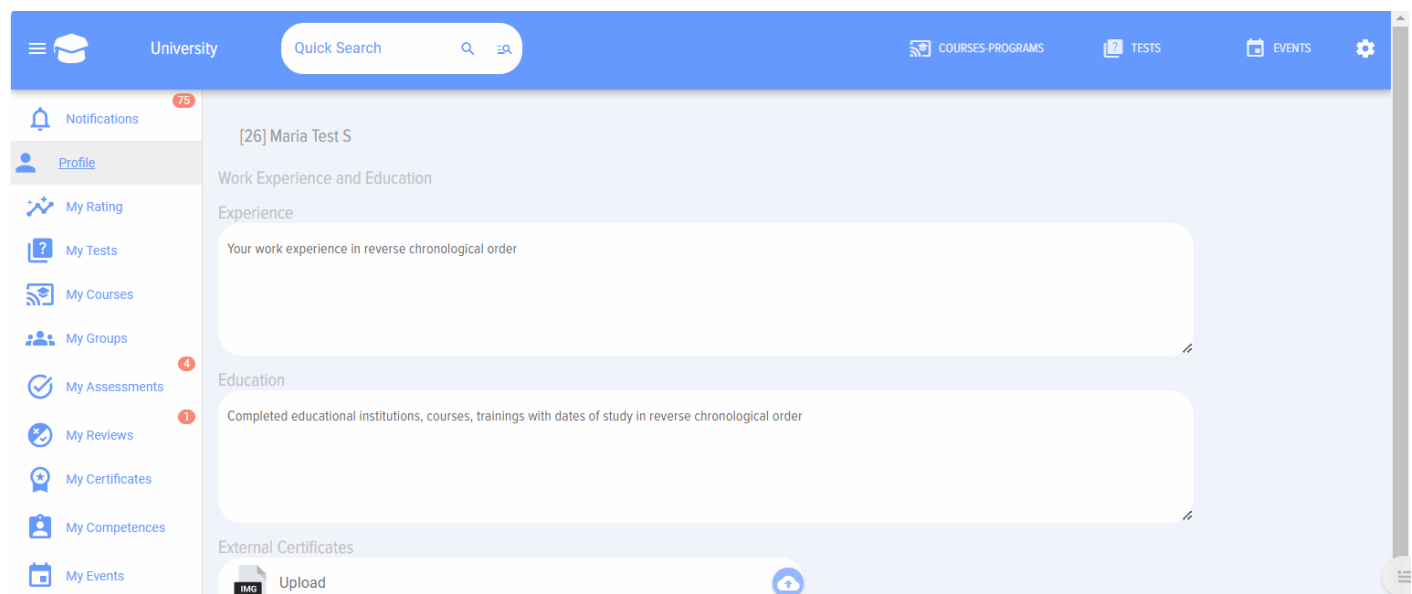 University
Quick Search
COURSES-PROGRAMS
? TESTS
EVENTS
75
Notifications
Profile
My Rating
? My Tests
My Courses
My Groups
4
My Assessments
1
My Reviews
My Certificates
My Competences
My Events
[26] Maria Test S
Work Experience and Education
Experience
Your work experience in reverse chronological order
Education
Completed educational institutions, courses, trainings with dates of study in reverse chronological order
External Certificates
IMG Upload